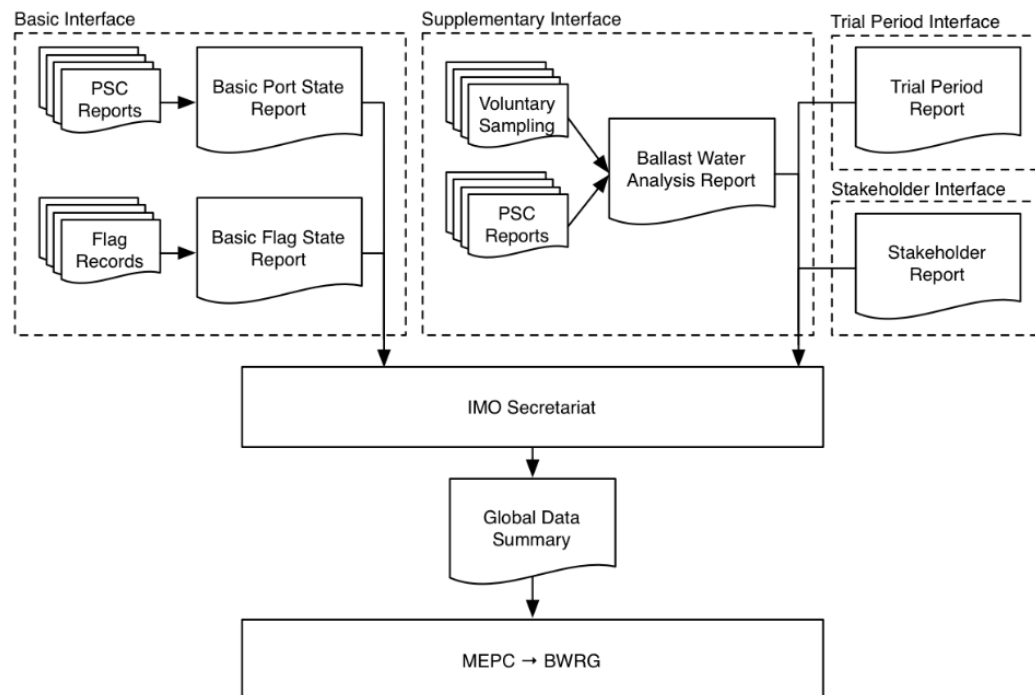 Basic Interface
PSC
Reports
Basic Port State
Report
Flag
Records
Basic Flag State
Report
Supplementary Interface
Voluntary
Sampling
PSC
Reports
Ballast Water
Analysis Report
Trial Period Interface
Trial Period
Report
Stakeholder Interface
Stakeholder
Report
IMO Secretariat
Global Data
Summary
MEPC → BWRG